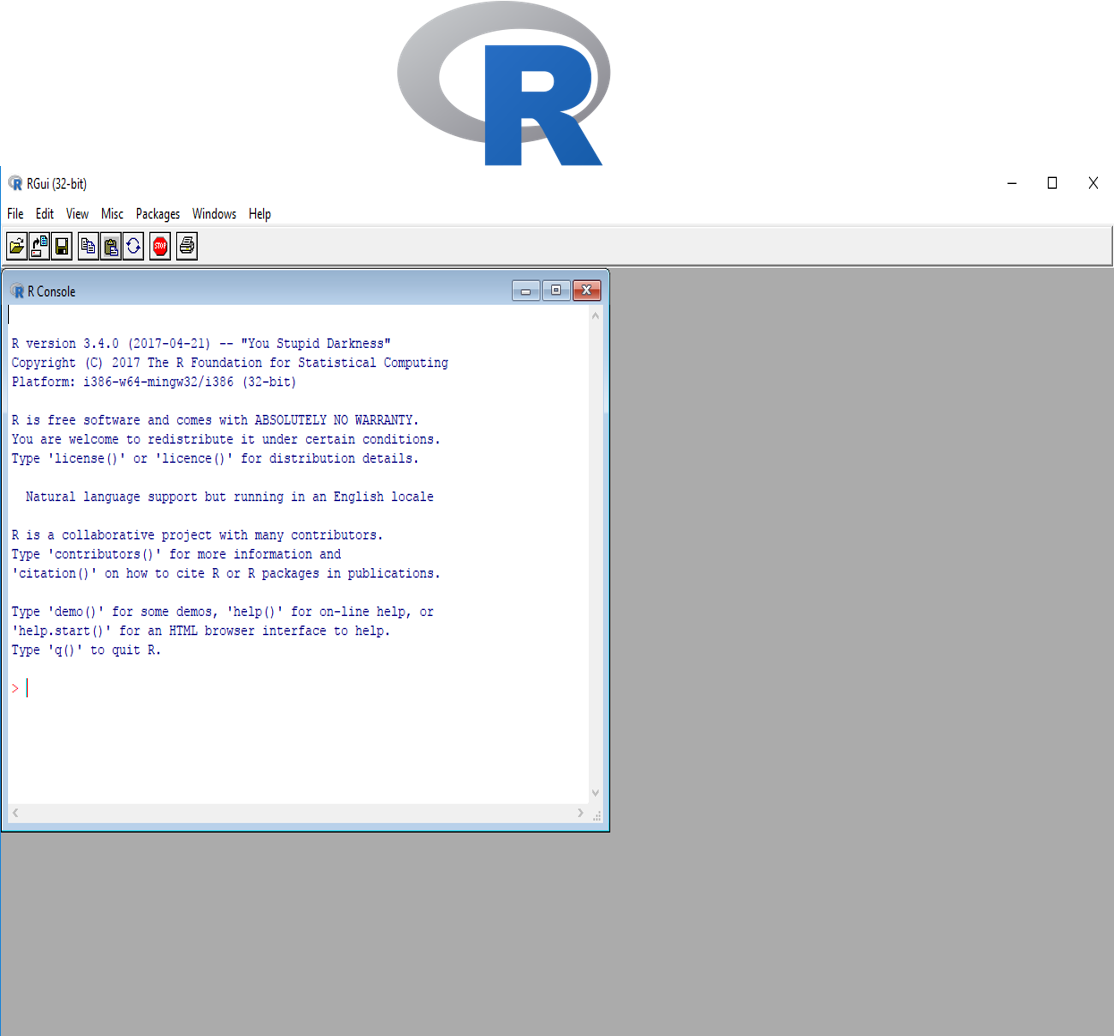 R
RGui (32-bit)
File Edit View Misc Packages Windows Help
STOP
R Console
R version 3.4.0 (2017-04-21) -- "You Stupid Darkness"
Copyright (C) 2017 The R Foundation for Statistical Computing
Platform: i386-w64-mingw32/i386 (32-bit)
R is free software and comes with ABSOLUTELY NO WARRANTY.
You are welcome to redistribute it under certain conditions.
Type 'license()' or 'licence()' for distribution details.
Natural language support but running in an English locale
R is a collaborative project with many contributors.
Type 'contributors()' for more information and
'citation()' on how to cite R or R packages in publications.
Type 'demo()' for some demos, 'help()' for on-line help, or
'help.start()' for an HTML browser interface to help.
Type 'q()' to quit R.
>